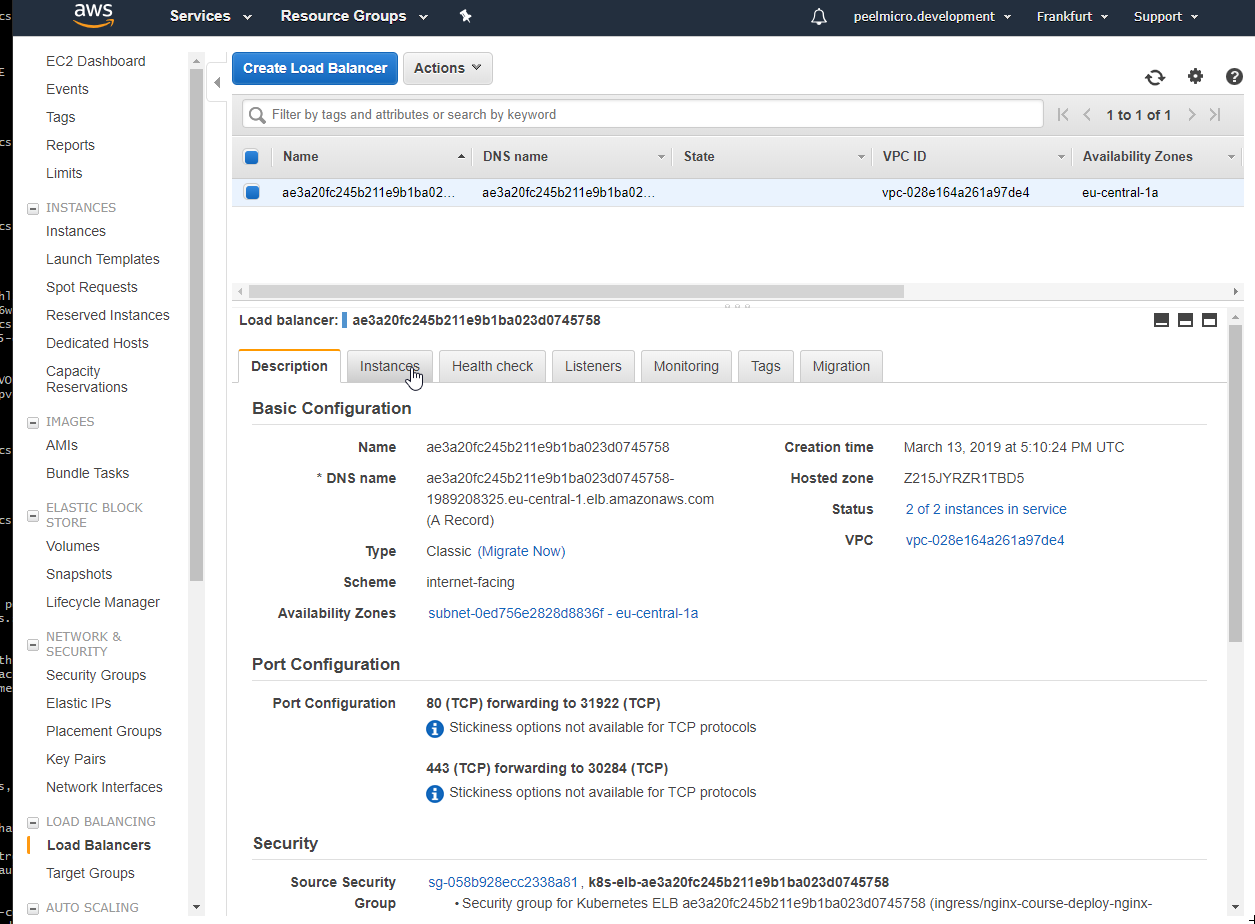 aws
Services
Resource Groups
peelmicro.development
Frankfurt
Support
EC2 Dashboard
Events
Tags
Reports
Limits
INSTANCES
Instances
Launch Templates
Spot Requests
Reserved Instances
Dedicated Hosts
Capacity
Reservations
IMAGES
AMIs
Bundle Tasks
ELASTIC BLOCK
STORE
Volumes
Snapshots
Lifecycle Manager
NETWORK &
SECURITY
Security Groups
Elastic IPs
Placement Groups
Key Pairs
Network Interfaces
LOAD BALANCING
Load Balancers
Target Groups
AUTO SCALING
Create Load Balancer
Actions
Filter by tags and attributes or search by keyword
1 to 1 of 1
Name DNS name State VPC ID Availability Zones
ae3a20fc245b211e9b1ba02... ae3a20fc245b211e9b1ba02... vpc-028e164a261a97de4 eu-central-1a
Load balancer: ae3a20fc245b211e9b1ba023d0745758
Description Instances Health check Listeners Monitoring Tags Migration
Basic Configuration
Name ae3a20fc245b211e9b1ba023d0745758
* DNS name ae3a20fc245b211e9b1ba023d0745758-
1989208325.eu-central-1.elb.amazonaws.com
(A Record)
Type Classic (Migrate Now)
Scheme internet-facing
Availability Zones subnet-0ed756e2828d8836f - eu-central-1a
Creation time March 13, 2019 at 5:10:24 PM UTC
Hosted zone Z215JYRZR1TBD5
Status 2 of 2 instances in service
VPC vpc-028e164a261a97de4
Port Configuration
Port Configuration 80 (TCP) forwarding to 31922 (TCP)
Stickiness options not available for TCP protocols
443 (TCP) forwarding to 30284 (TCP)
Stickiness options not available for TCP protocols
Security
Source Security sg-058b928ecc2338a81 , k8s-elb-ae3a20fc245b211e9b1ba023d0745758
Group • Security group for Kubernetes ELB ae3a20fc245b211e9b1ba023d0745758 (ingress/nginx-course-deploy-nginx-